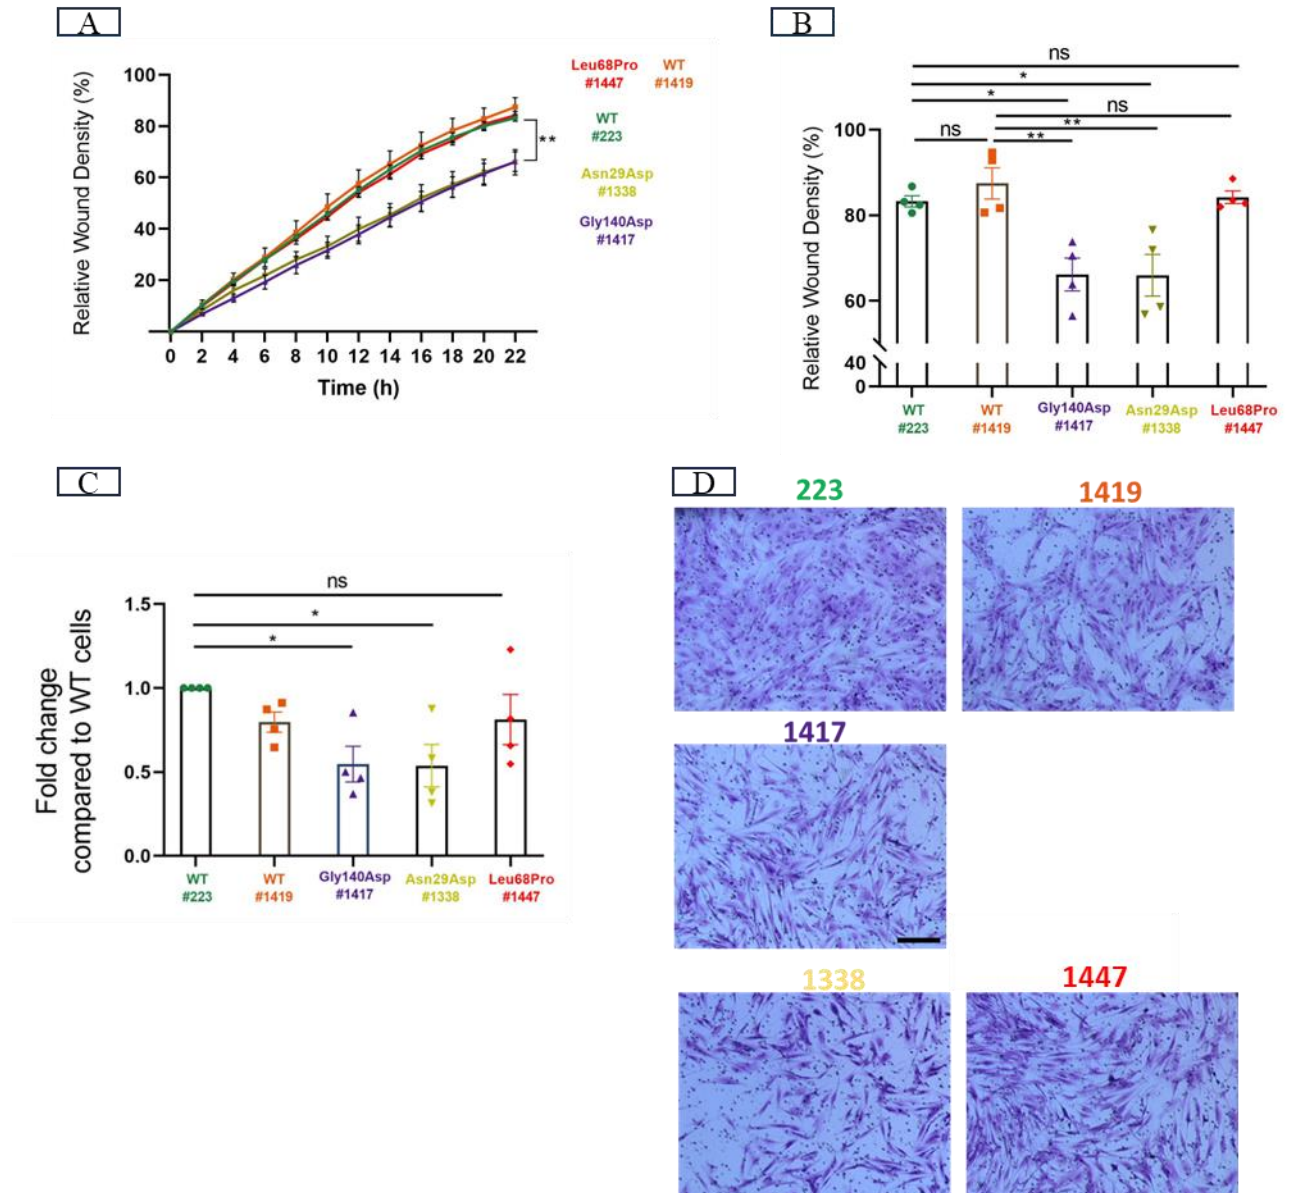 A
Relative Wound Density (%)
100
80
60
40
20
0 2 4 6 8 10 12 14 16 18 20 22
Time (h)
Leu68Pro WT
#1447 #1419
WT
#223
**
Asn29Asp
#1338
Gly140Asp
#1417
B
Relative Wound Density (%)
100
80
60
40
0
ns
*
*
ns
**
ns
**
WT WT Gly140Asp Asn29Asp Leu68Pro
#223 #1419 #1417 #1338 #1447
C
Fold change
compared to WT cells
1.5
1.0
0.5
0.0
ns
*
*
WT WT Gly140Asp Asn29Asp Leu68Pro
#223 #1419 #1417 #1338 #1447
D
223
1419
1417
1338
1447